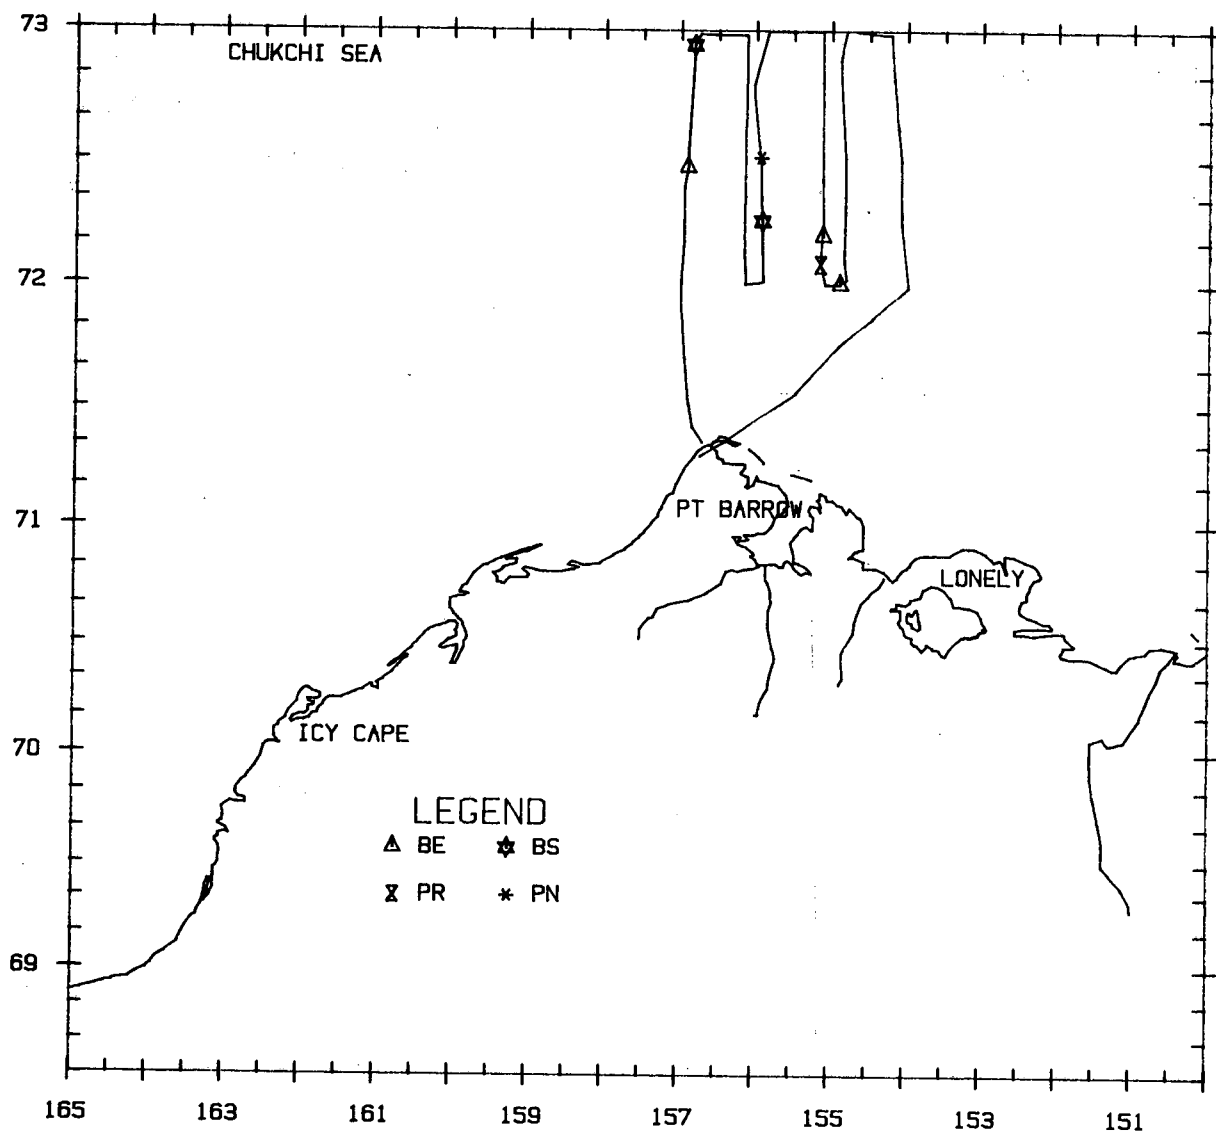 73
CHUKCHI SEA
72
71
PT BARROW
LONELY
70
ICY CAPE
LEGEND
BE BS
PR PN
69
165 163 161 159 157 155 153 151